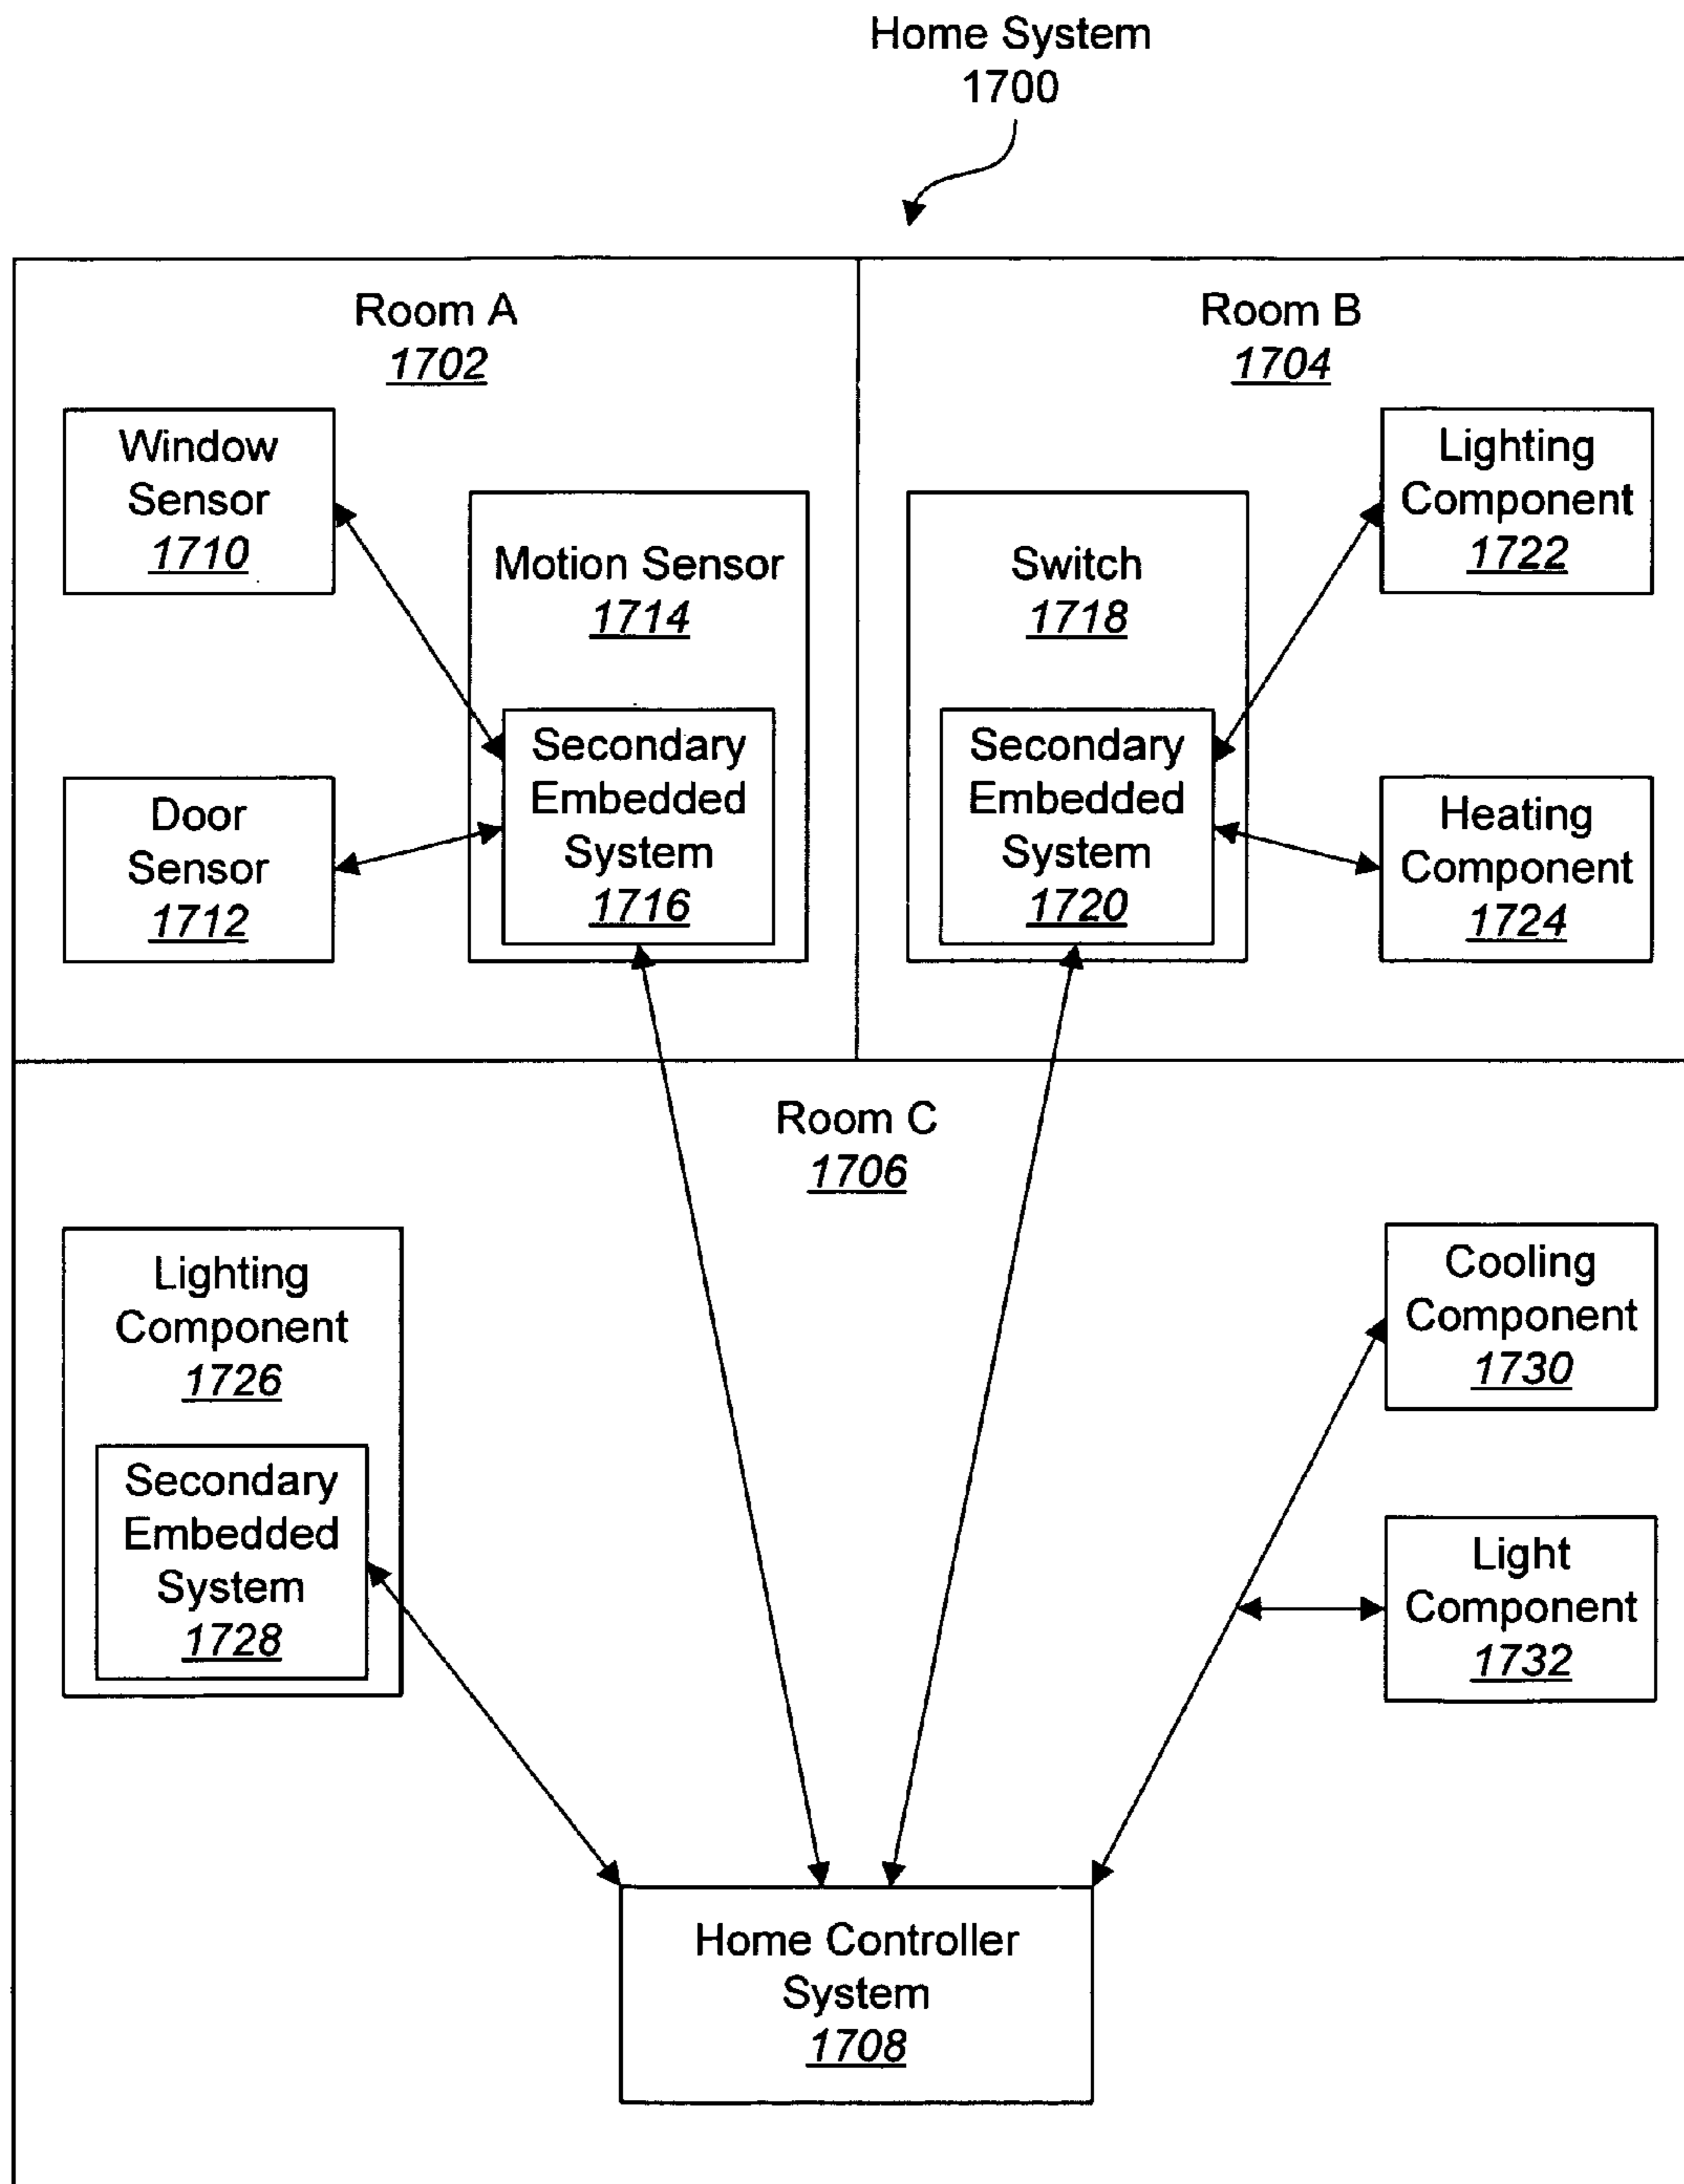 Home System
1700
Room A
1702
Room B
1704
Window
Sensor
1710
Motion Sensor
1714
Switch
1718
Lighting
Component
1722
Door
Sensor
1712
Secondary
Embedded
System
1716
Secondary
Embedded
System
1720
Heating
Component
1724
Room C
1706
Lighting
Component
1726
Secondary
Embedded
System
1728
Cooling
Component
1730
Light
Component
1732
Home Controller
System
1708